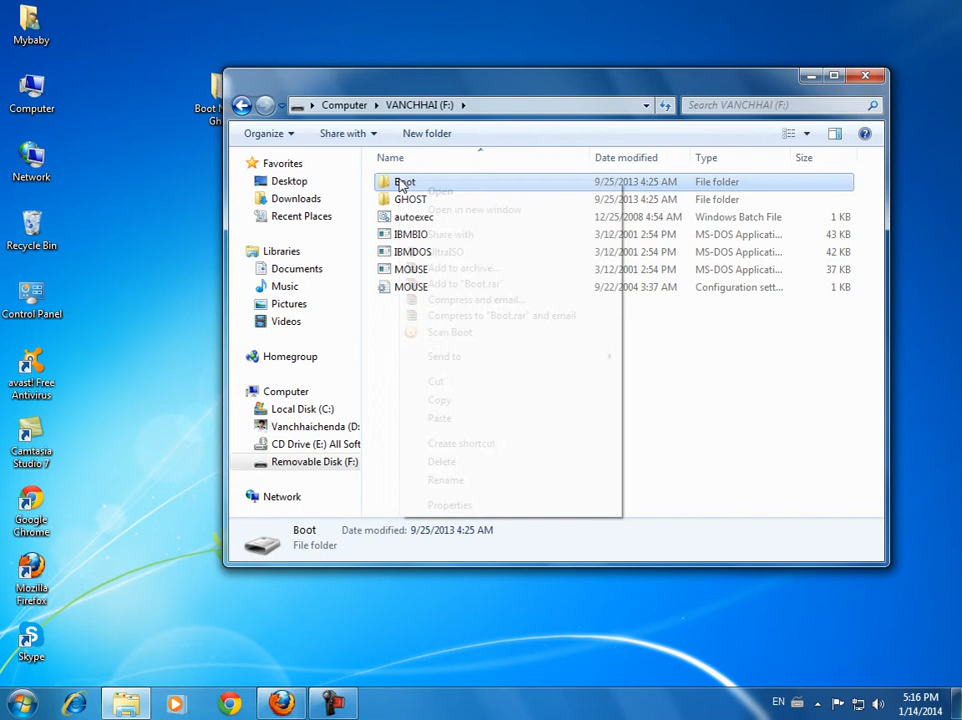 Mybaby
Computer
Network
Recycle Bin
Control Panel
avast! Free
Antivirus
Camtasia
Studio 7
Google
Chrome
Mozilla
Firefox
Skype
Boot
Computer
VANCHHAI (F:)
Search VANCHHAI (F:)
Organize
Share with
New folder
Name
Date modified
Type
Size
Favorites
Desktop
Downloads
Recent Places
Libraries
Documents
Music
Pictures
Videos
Homegroup
Computer
Local Disk (C:)
Vanchhaichenda (D:
CD Drive (E:) All Soft
Removable Disk (F:)
Network
Boot 9/25/2013 4:25 AM File folder
GHOST 9/25/2013 4:25 AM File folder
autoexec 12/25/2008 4:54 AM Windows Batch File 1 KB
IBMBIO 3/12/2001 2:54 PM MS-DOS Applicati... 43 KB
IBMDOS 3/12/2001 2:54 PM MS-DOS Applicati... 42 KB
MOUSE 3/12/2001 2:54 PM MS-DOS Applicati... 37 KB
MOUSE 9/22/2004 3:37 AM Configuration sett... 1 KB
Open
Open in new window
Share with
UltraISO
Add to archive...
Add to "Boot.rar"
Compress and email...
Compress to "Boot.rar" and email
Scan Boot
Send to
Cut
Copy
Paste
Create shortcut
Delete
Rename
Properties
Boot Date modified: 9/25/2013 4:25 AM
File folder
EN
5:16 PM
1/14/2014